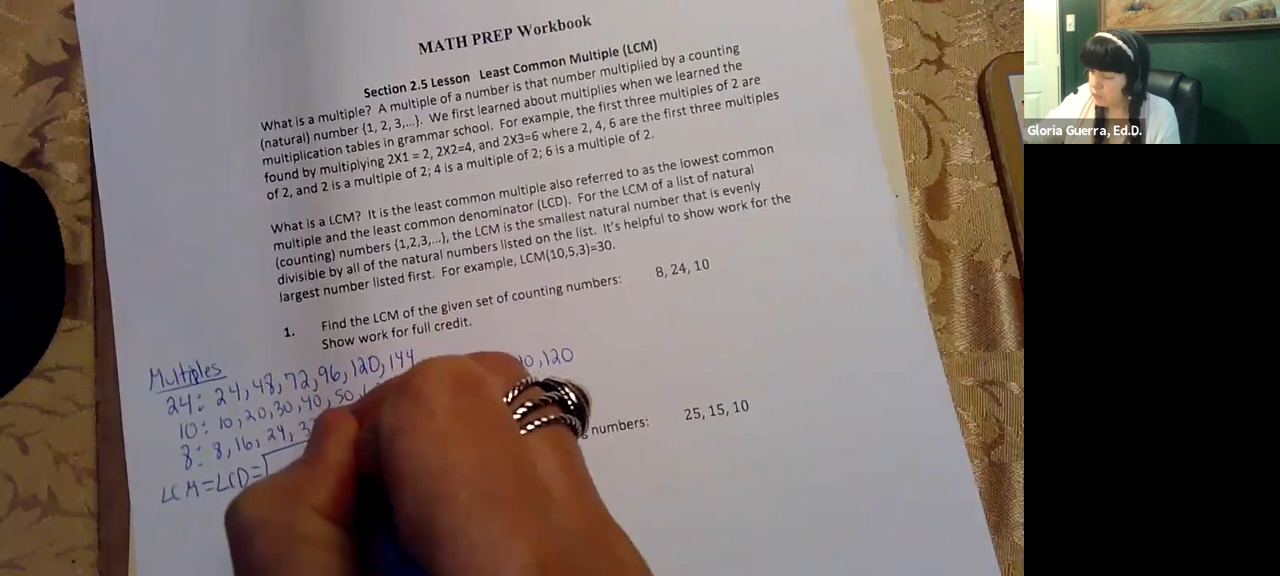 MATH PREP Workbook
Section 2.5 Lesson Least Common Multiple (LCM)
What is a multiple? A multiple of a number is that number multiplied by a counting
(natural) number {1, 2, 3,...}. We first learned about multiplies when we learned the
multiplication tables in grammar school. For example, the first three multiples of 2 are
found by multiplying 2X1 = 2, 2X2=4, and 2X3=6 where 2, 4, 6 are the first three multiples
of 2, and 2 is a multiple of 2; 4 is a multiple of 2; 6 is a multiple of 2.
What is a LCM? It is the least common multiple also referred to as the lowest common
multiple and the least common denominator (LCD). For the LCM of a list of natural
(counting) numbers {1,2,3,...}, the LCM is the smallest natural number that is evenly
divisible by all of the natural numbers listed on the list. It's helpful to show work for the
largest number listed first. For example, LCM(10,5,3)=30.
1. Find the LCM of the given set of counting numbers: 8, 24, 10
Show work for full credit.
Multiples
24: 24, 48, 72, 96, 120, 144
10: 10, 20, 30, 40, 50, ,120
8: 8, 16, 24,
numbers: 25, 15, 10
LCM=LCD=
Gloria Guerra, Ed.D.